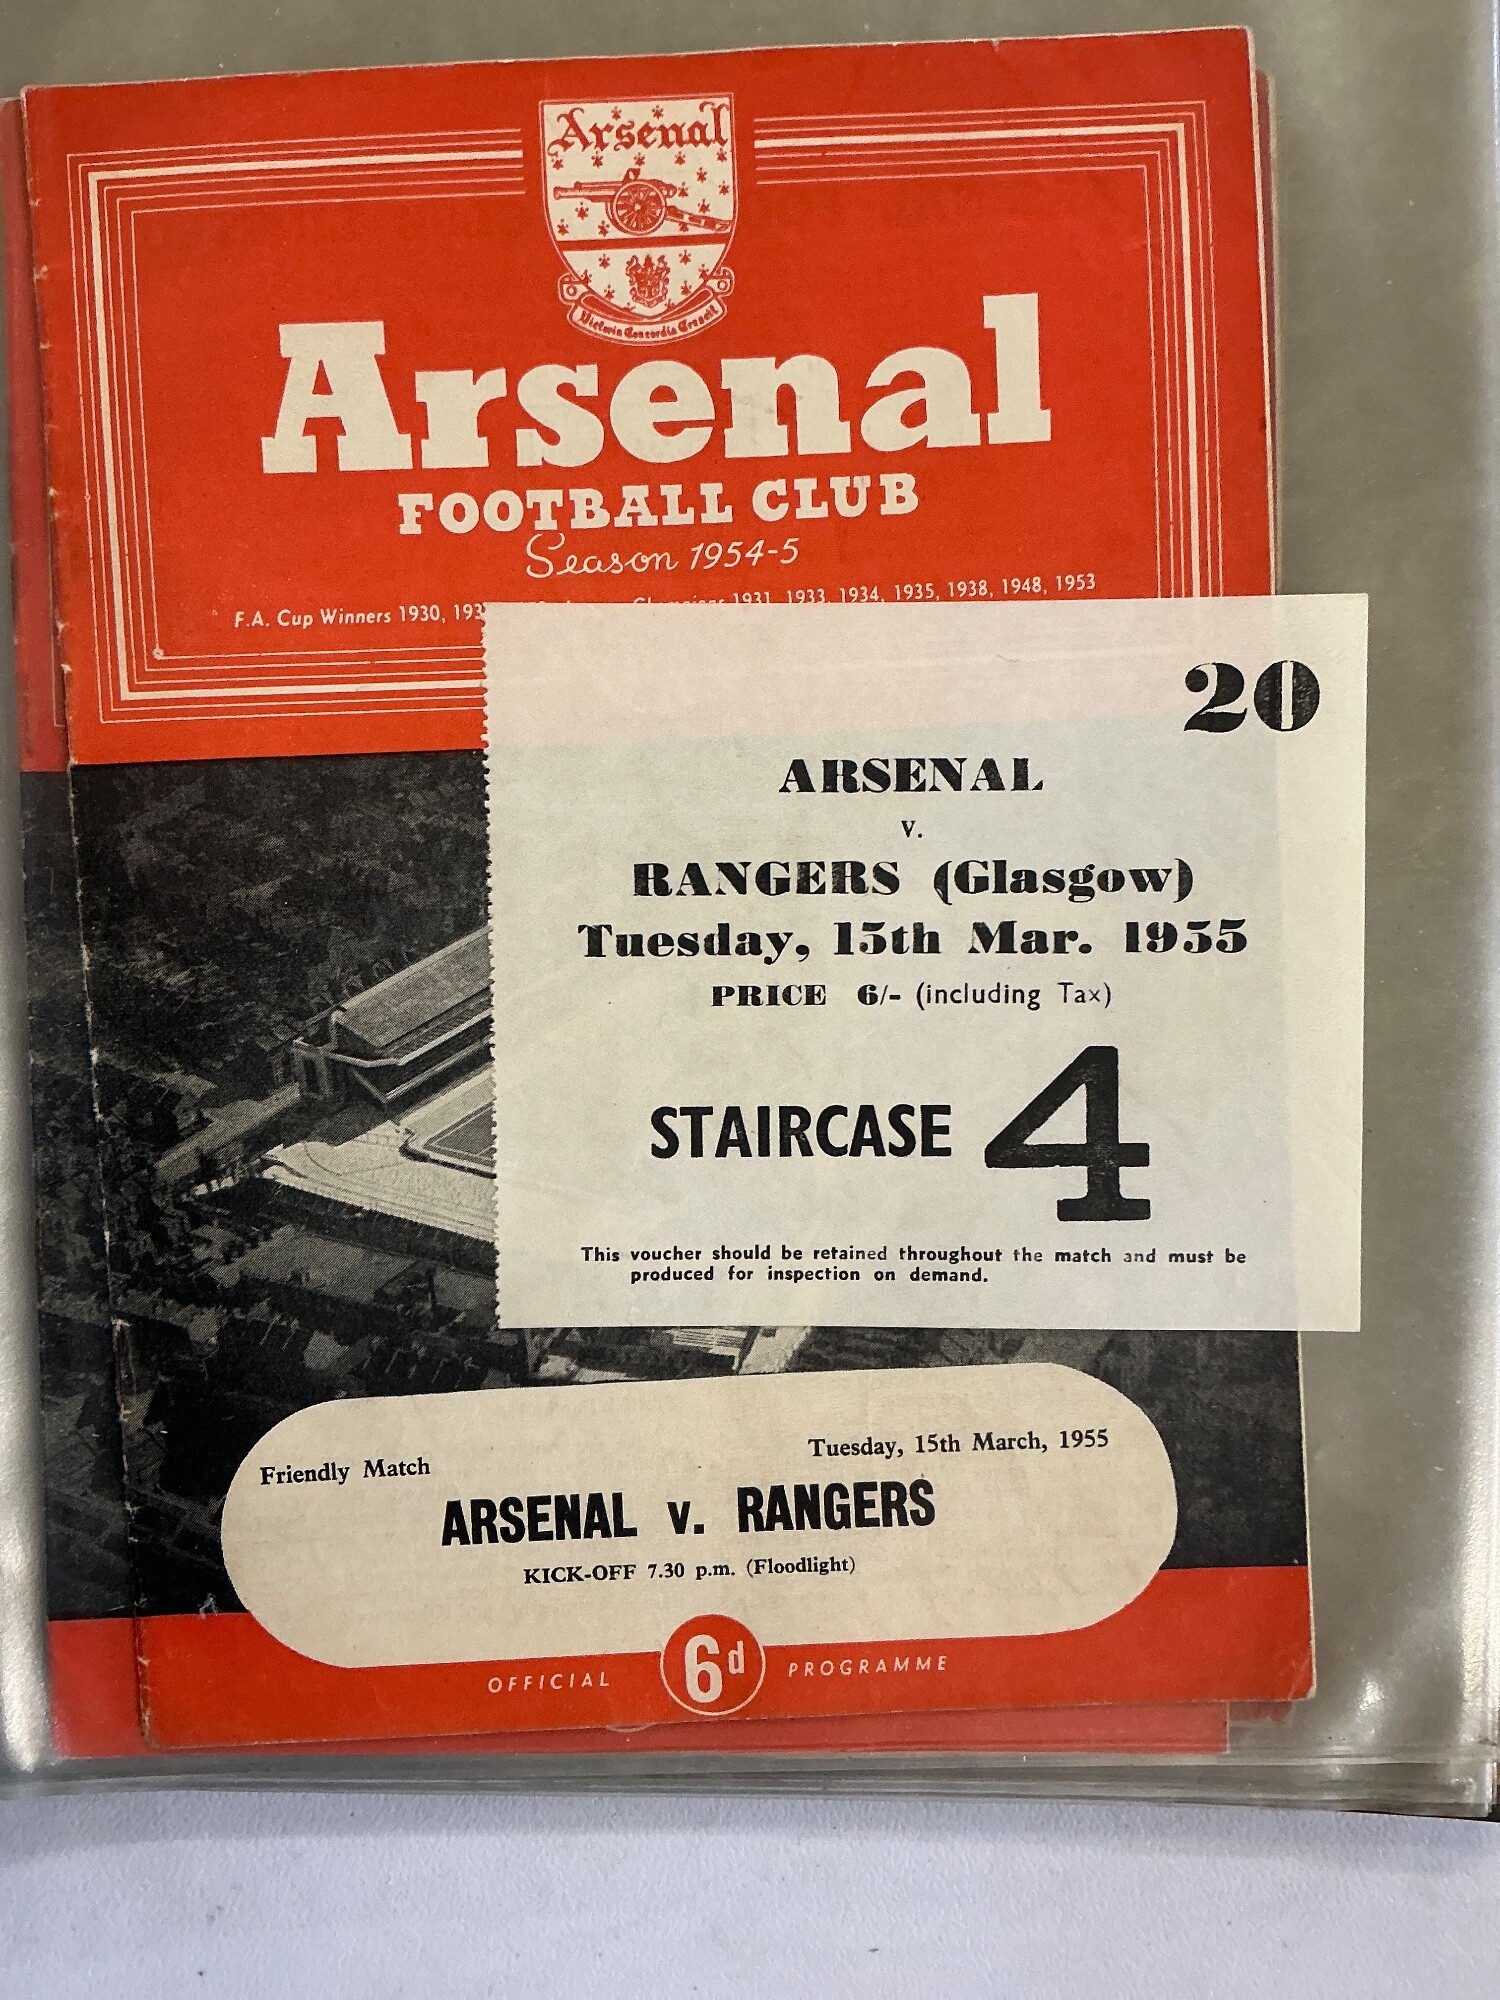 Arsenal
Victoria Concordia Crescit
Arsenal
FOOTBALL CLUB
Season 1954-5
F.A. Cup Winners 1930, 193 Champions 1931, 1933, 1934, 1935, 1938, 1948, 1953
20
ARSENAL
v.
RANGERS (Glasgow)
Tuesday, 15th Mar. 1955
PRICE 6/- (including Tax)
STAIRCASE 4
This voucher should be retained throughout the match and must be
produced for inspection on demand.
Friendly Match Tuesday, 15th March, 1955
ARSENAL v. RANGERS
KICK-OFF 7.30 p.m. (Floodlight)
OFFICIAL 6d PROGRAMME